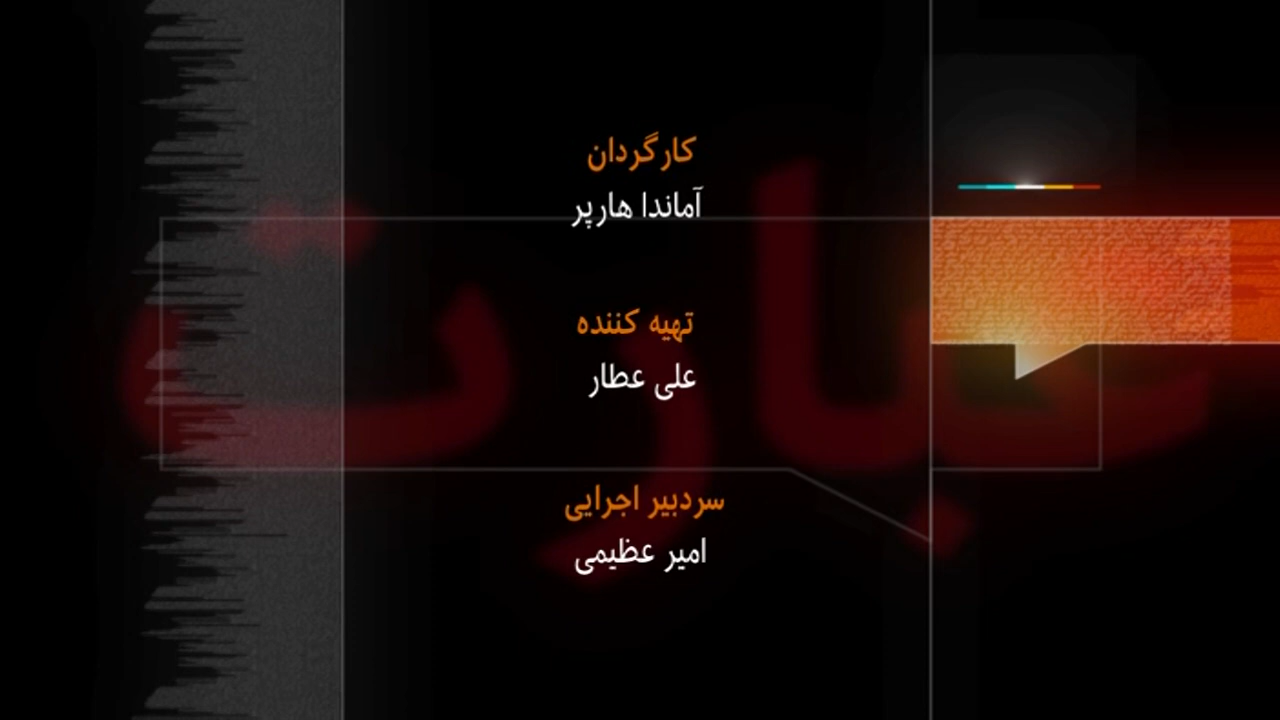 کارگردان
آماندا هارپر
تهیه کننده
علی عطار
سردبیر اجرایی
امیر عظیمی